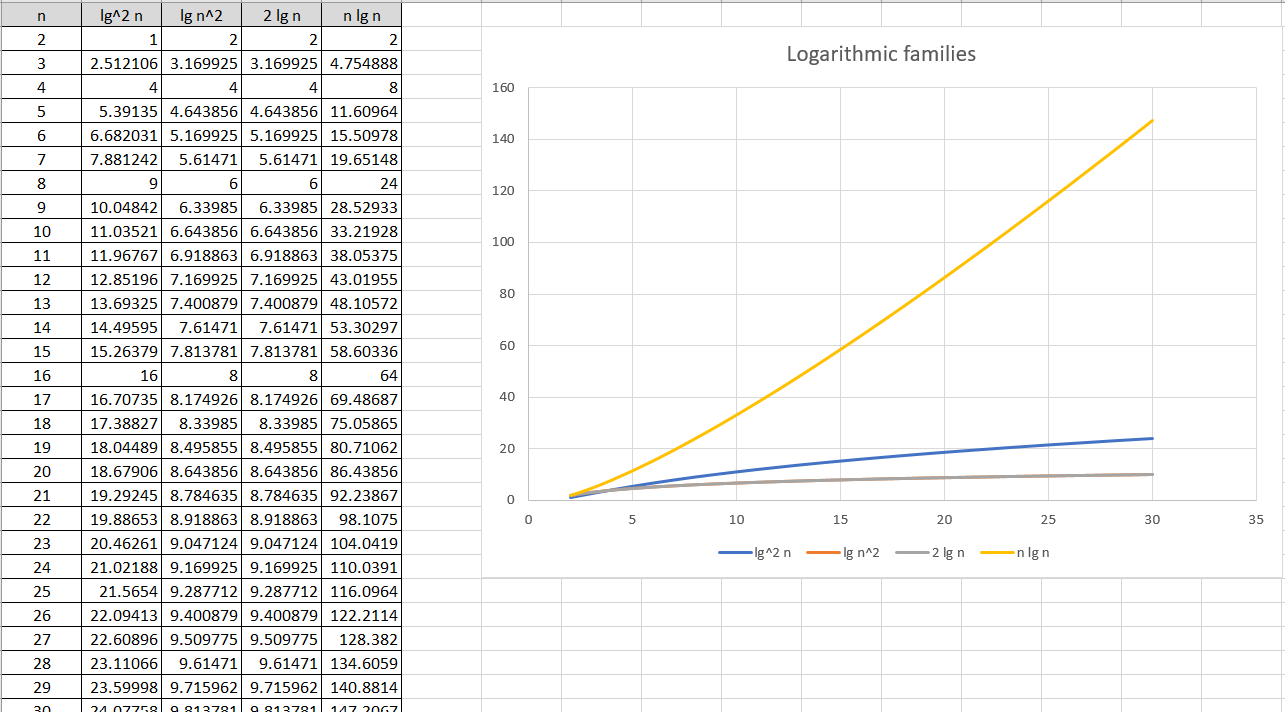 n lg^2 n lg n^2 2 lg n n lg n
2 1 2 2 2
3 2.512106 3.169925 3.169925 4.754888
4 4 4 4 8
5 5.39135 4.643856 4.643856 11.60964
6 6.682031 5.169925 5.169925 15.50978
7 7.881242 5.61471 5.61471 19.65148
8 9 6 6 24
9 10.04842 6.33985 6.33985 28.52933
10 11.03521 6.643856 6.643856 33.21928
11 11.96767 6.918863 6.918863 38.05375
12 12.85196 7.169925 7.169925 43.01955
13 13.69325 7.400879 7.400879 48.10572
14 14.49595 7.61471 7.61471 53.30297
15 15.26379 7.813781 7.813781 58.60336
16 16 8 8 64
17 16.70735 8.174926 8.174926 69.48687
18 17.38827 8.33985 8.33985 75.05865
19 18.04489 8.495855 8.495855 80.71062
20 18.67906 8.643856 8.643856 86.43856
21 19.29245 8.784635 8.784635 92.23867
22 19.88653 8.918863 8.918863 98.1075
23 20.46261 9.047124 9.047124 104.0419
24 21.02188 9.169925 9.169925 110.0391
25 21.5654 9.287712 9.287712 116.0964
26 22.09413 9.400879 9.400879 122.2114
27 22.60896 9.509775 9.509775 128.382
28 23.11066 9.61471 9.61471 134.6059
29 23.59998 9.715962 9.715962 140.8814
30 24.07758 9.813781 9.813781 147.2067
Logarithmic families
160
140
120
100
80
60
40
20
0
0 5 10 15 20 25 30 35
lg^2 n lg n^2 2 lg n n lg n